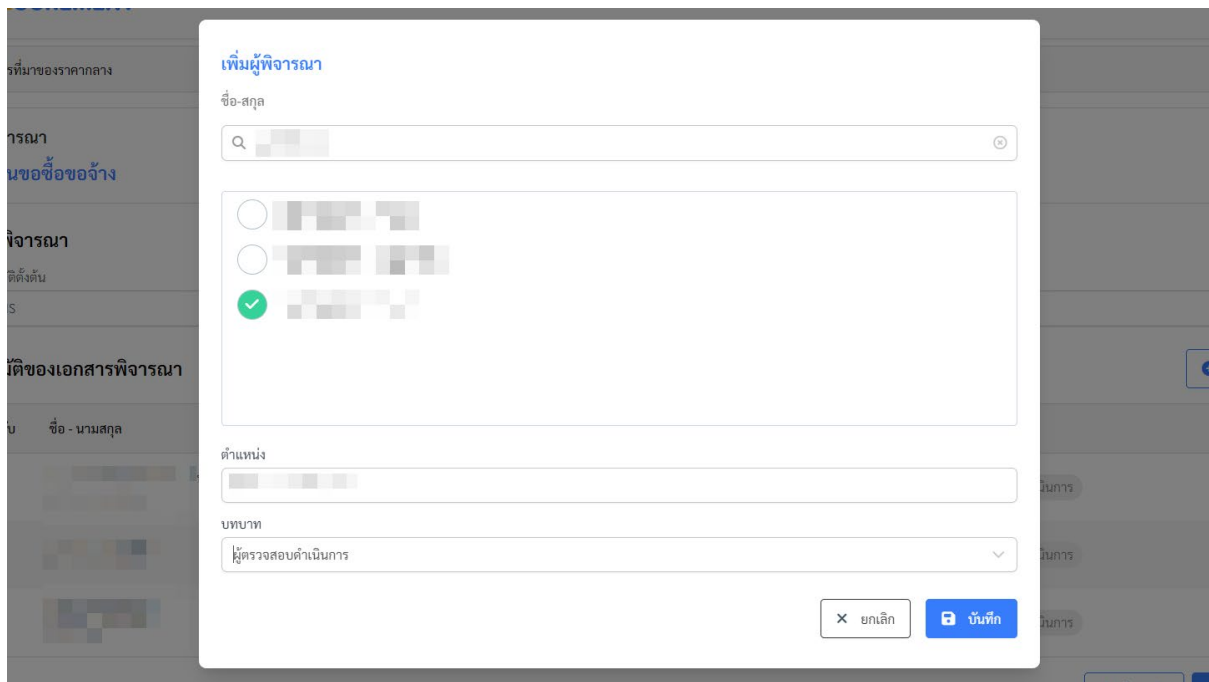 รที่มาของราคากลาง
ารณา
นขอซื้อขอจ้าง
พิจารณา
ติตั้งต้น
ร
มัติของเอกสารพิจารณา
ับ ชื่อ - นามสกุล
เพิ่มผู้พิจารณา
ชื่อ-สกุล
ตำแหน่ง
บทบาท
ผู้ตรวจสอบดำเนินการ
ยกเลิก บันทึก
นินการ
นินการ
นินการ